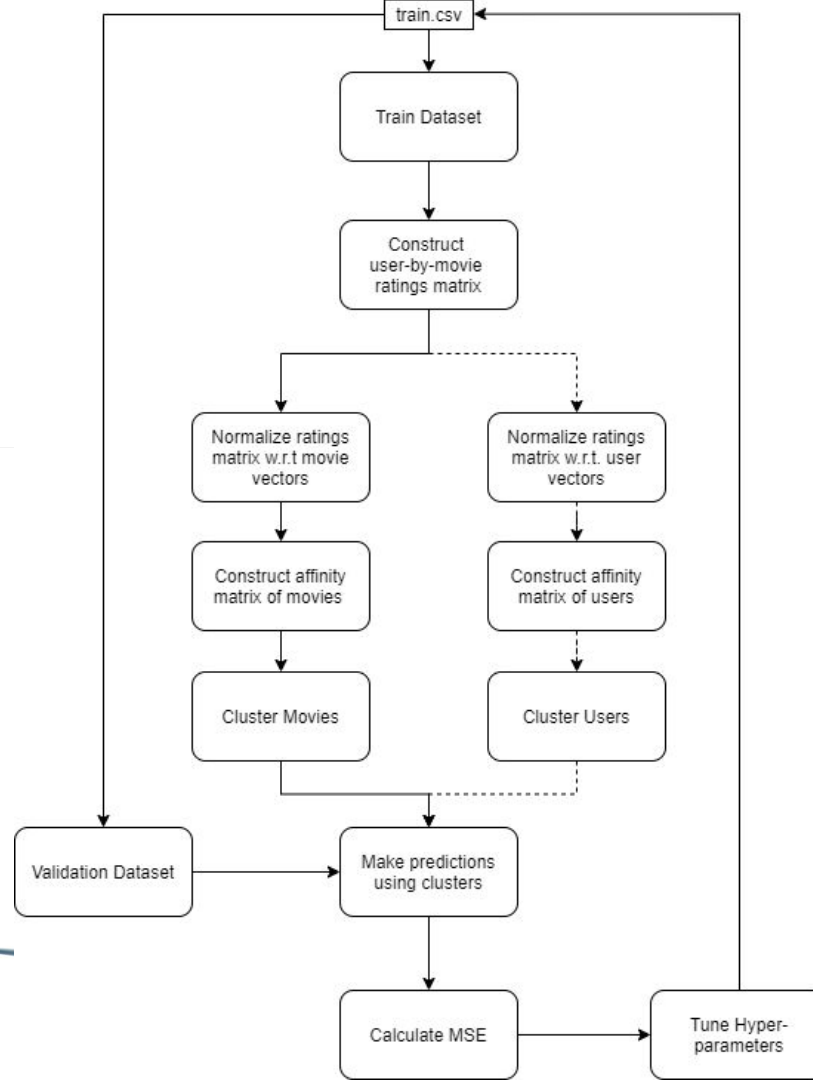 train.csv
Train Dataset
Construct
user-by-movie
ratings matrix
Normalize ratings
matrix w.r.t movie
vectors
Normalize ratings
matrix w.r.t. user
vectors
Construct affinity
matrix of movies
Construct affinity
matrix of users
Cluster Movies
Cluster Users
Validation Dataset
Make predictions
using clusters
Calculate MSE
Tune Hyper-
parameters